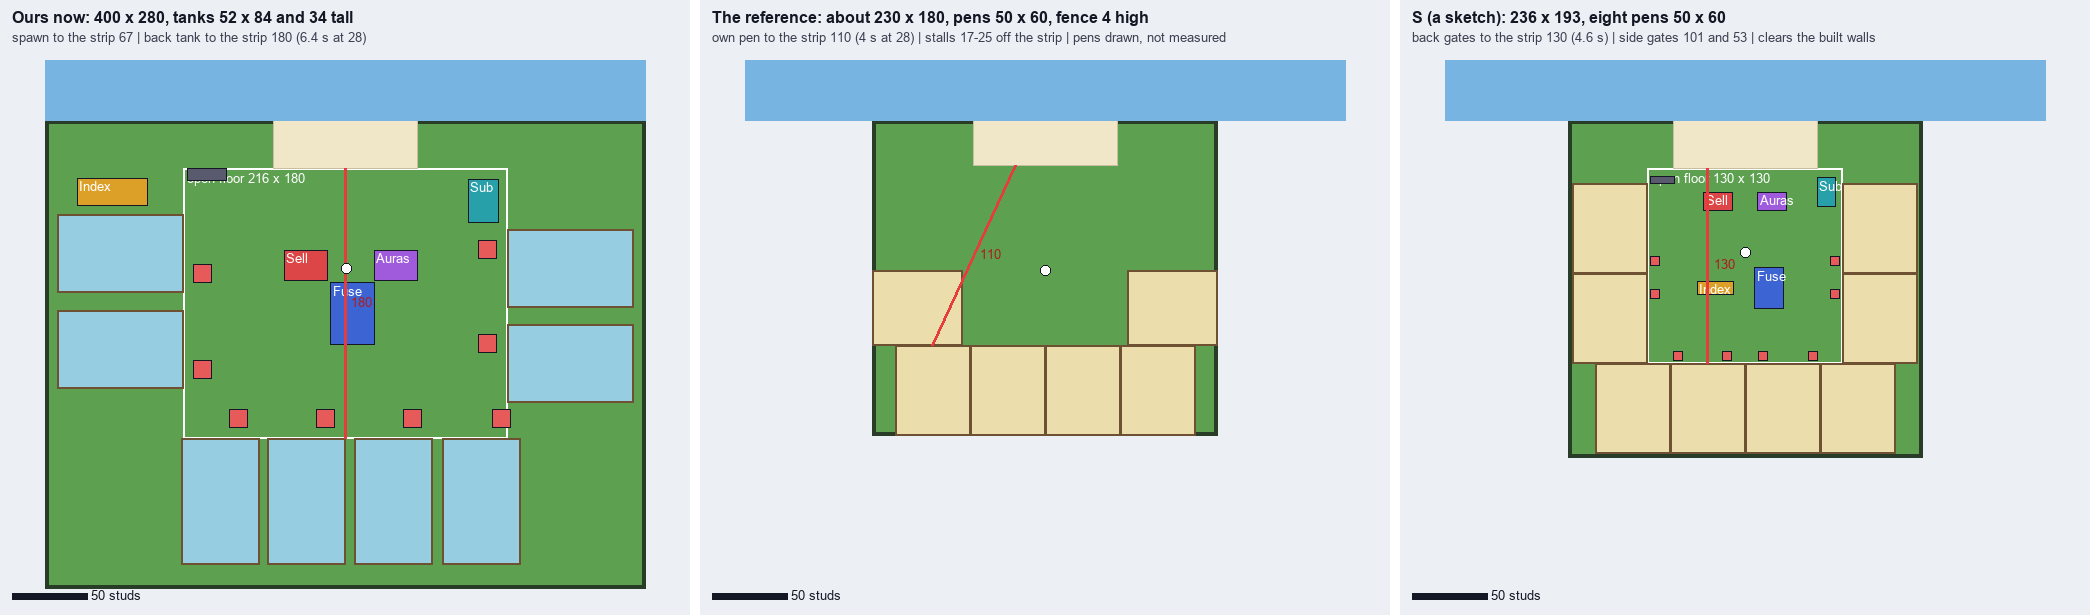 Ours now: 400 x 280, tanks 52 x 84 and 34 tall
spawn to the strip 67 | back tank to the strip 180 (6.4 s at 28)
Index
floor 216 x 180
Sub
Sell
Auras
Fuse
180
50 studs
The reference: about 230 x 180, pens 50 x 60, fence 4 high
own pen to the strip 110 (4 s at 28) | stalls 17-25 off the strip | pens drawn, not measured
110
50 studs
S (a sketch): 236 x 193, eight pens 50 x 60
back gates to the strip 130 (4.6 s) | side gates 101 and 53 | clears the built walls
floor 130 x 130
Sub
Sell
Auras
130
Fuse
Index
50 studs